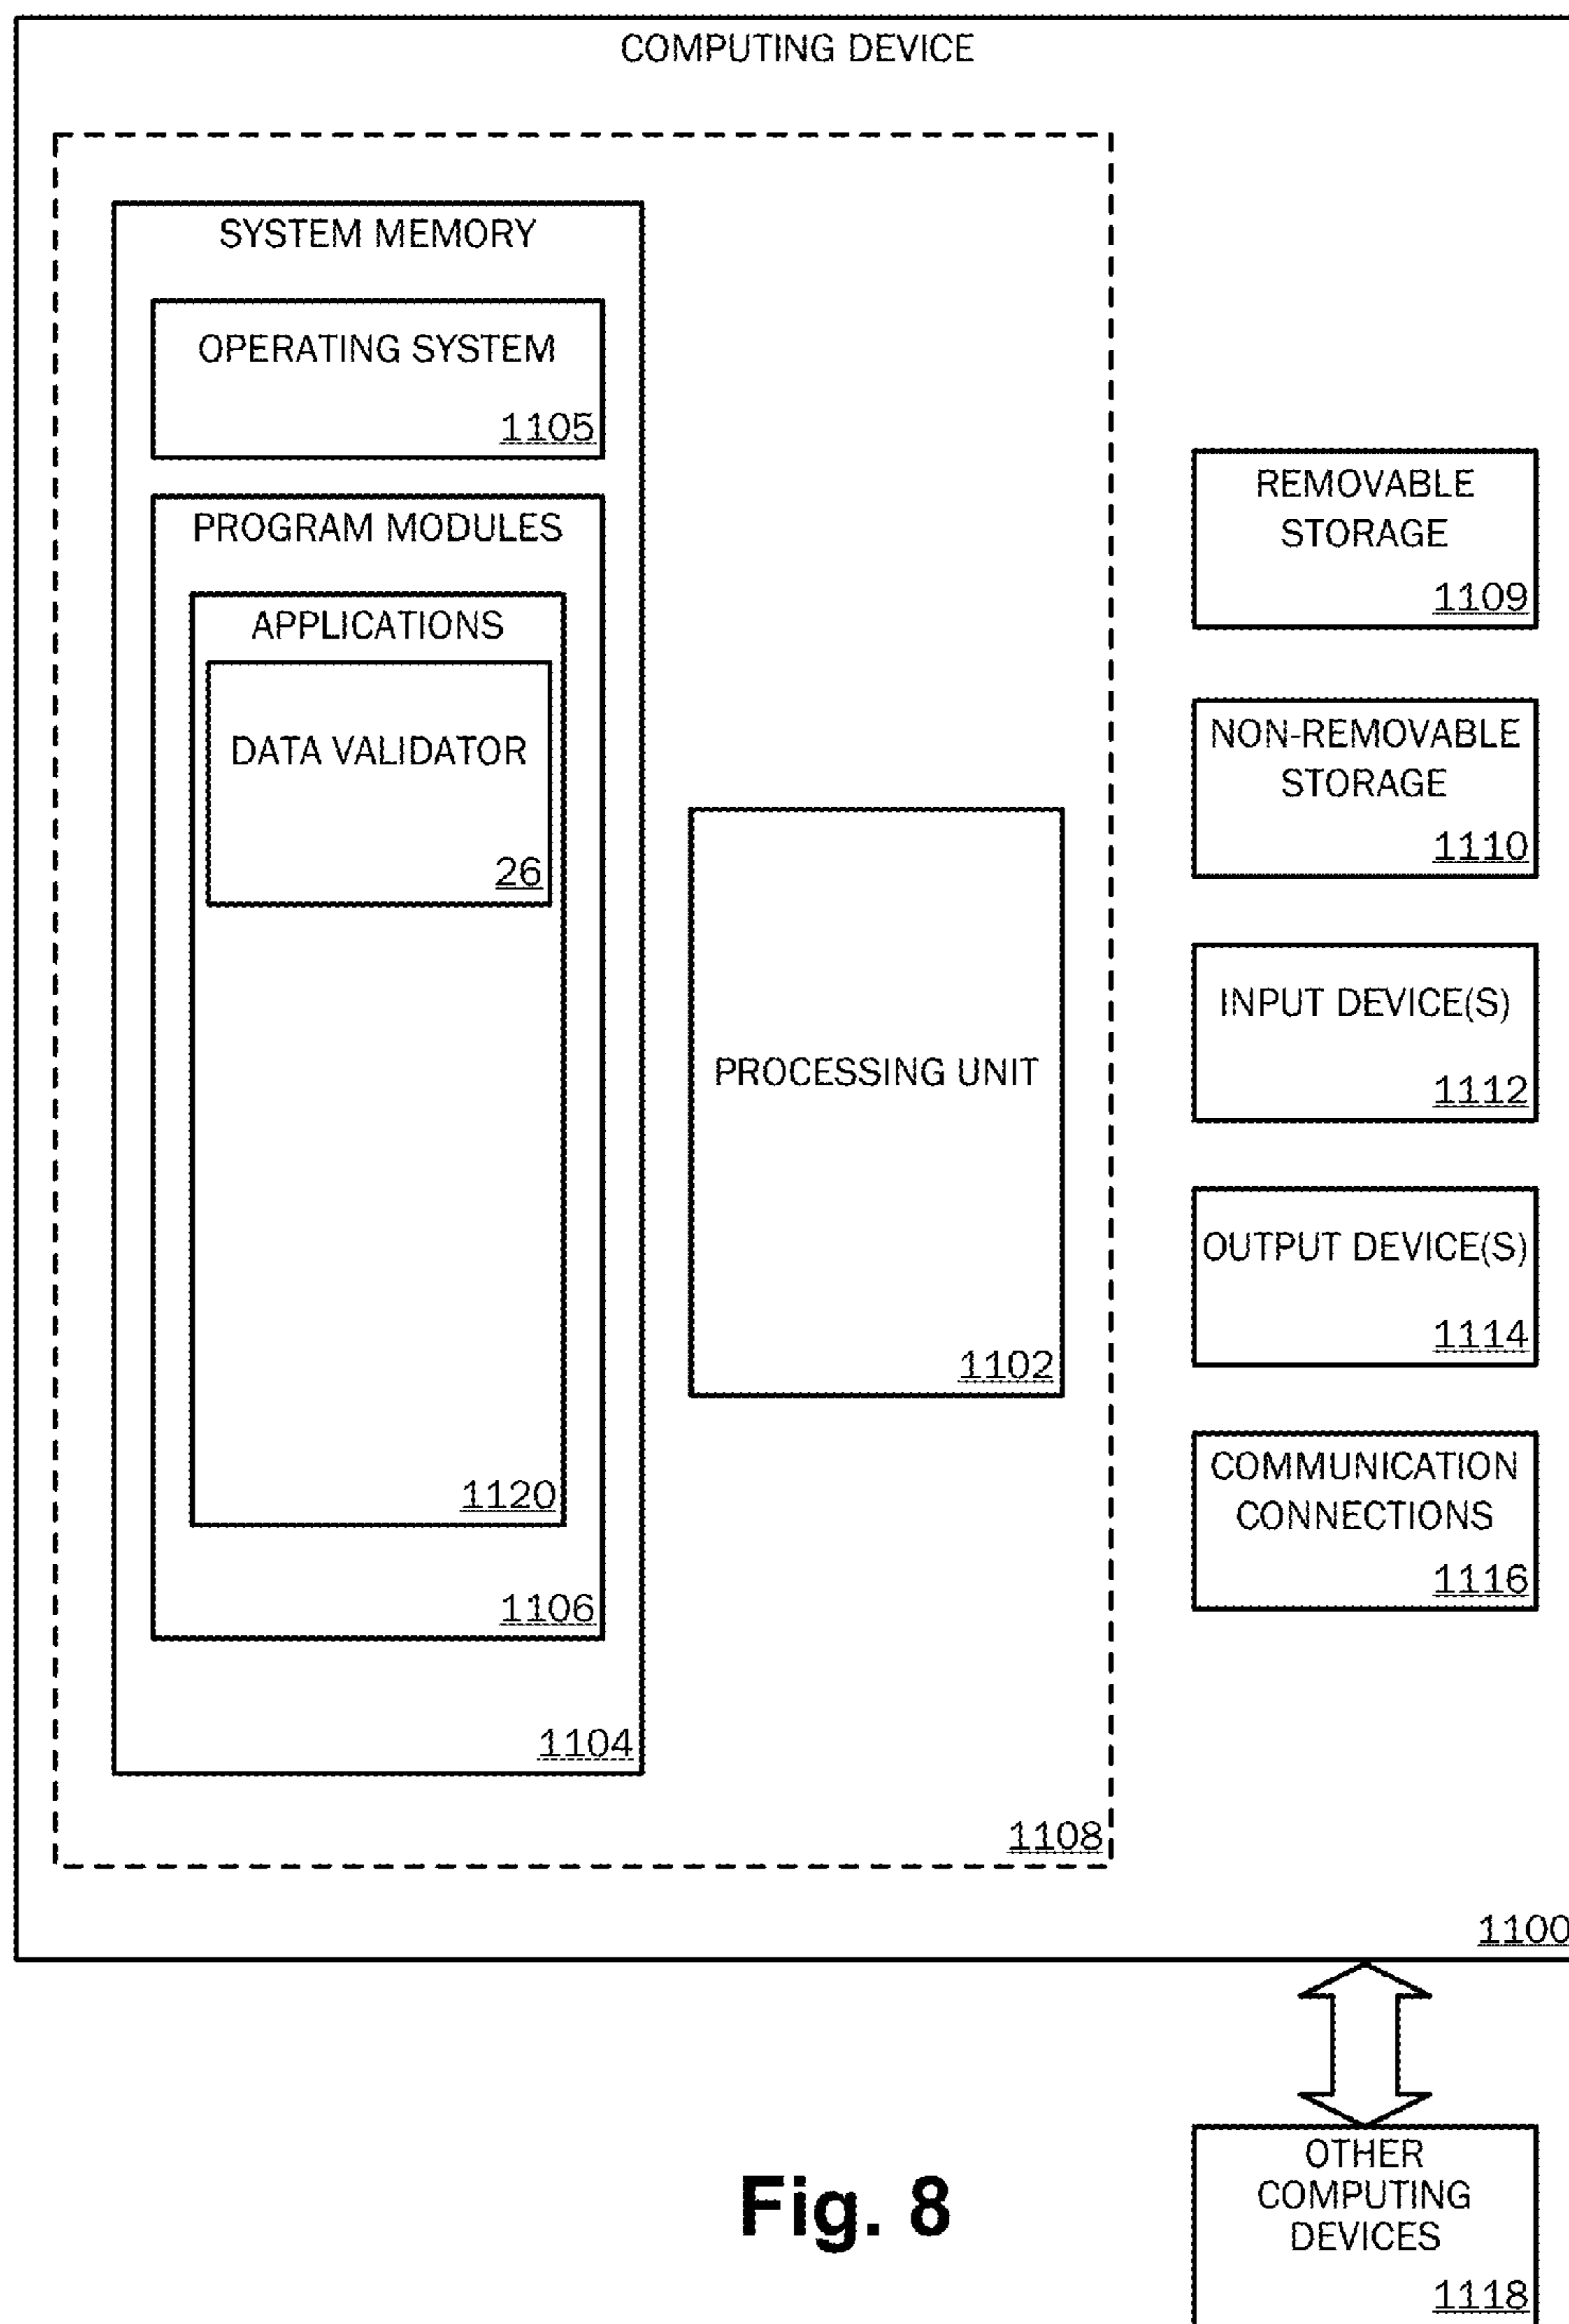 COMPUTING DEVICE
SYSTEM MEMORY
OPERATING SYSTEM
1105
PROGRAM MODULES
APPLICATIONS
DATA VALIDATOR
26
1120
1106
1104
PROCESSING UNIT
1102
1108
REMOVABLE
STORAGE
1109
NON-REMOVABLE
STORAGE
1110
INPUT DEVICE(S)
1112
OUTPUT DEVICE(S)
1114
COMMUNICATION
CONNECTIONS
1116
1100
OTHER
COMPUTING
DEVICES
1118
Fig. 8